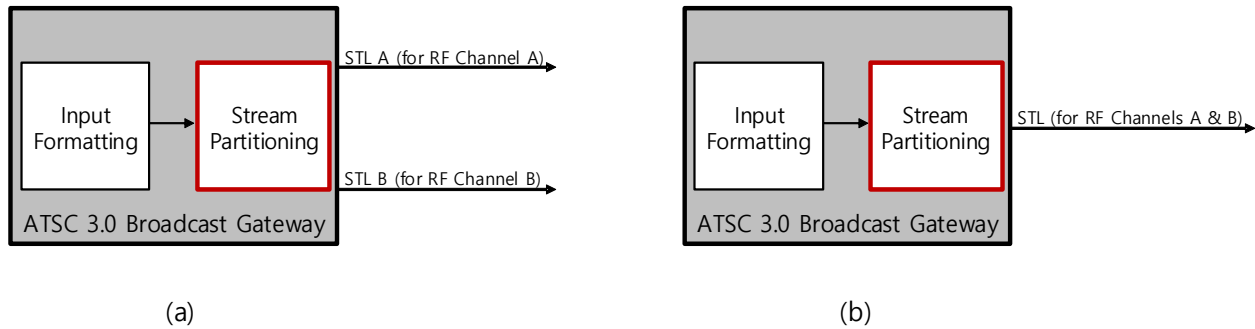 Input
Formatting
Stream
Partitioning
STL A (for RF Channel A)
STL B (for RF Channel B)
ATSC 3.0 Broadcast Gateway
(a)
Input
Formatting
Stream
Partitioning
STL (for RF Channels A & B)
ATSC 3.0 Broadcast Gateway
(b)